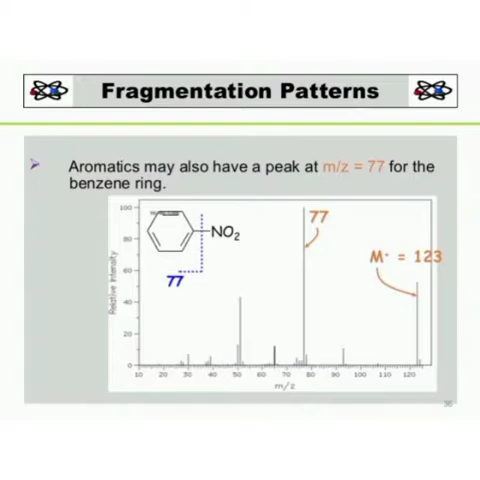 Fragmentation Patterns
Aromatics may also have a peak at m/z = 77 for the
benzene ring.
100
80
60
40
20
0
Relative Intensity
NO2
77
77
M+ = 123
10 20 30 40 50 60 70 80 90 100 110 120
m/z
36